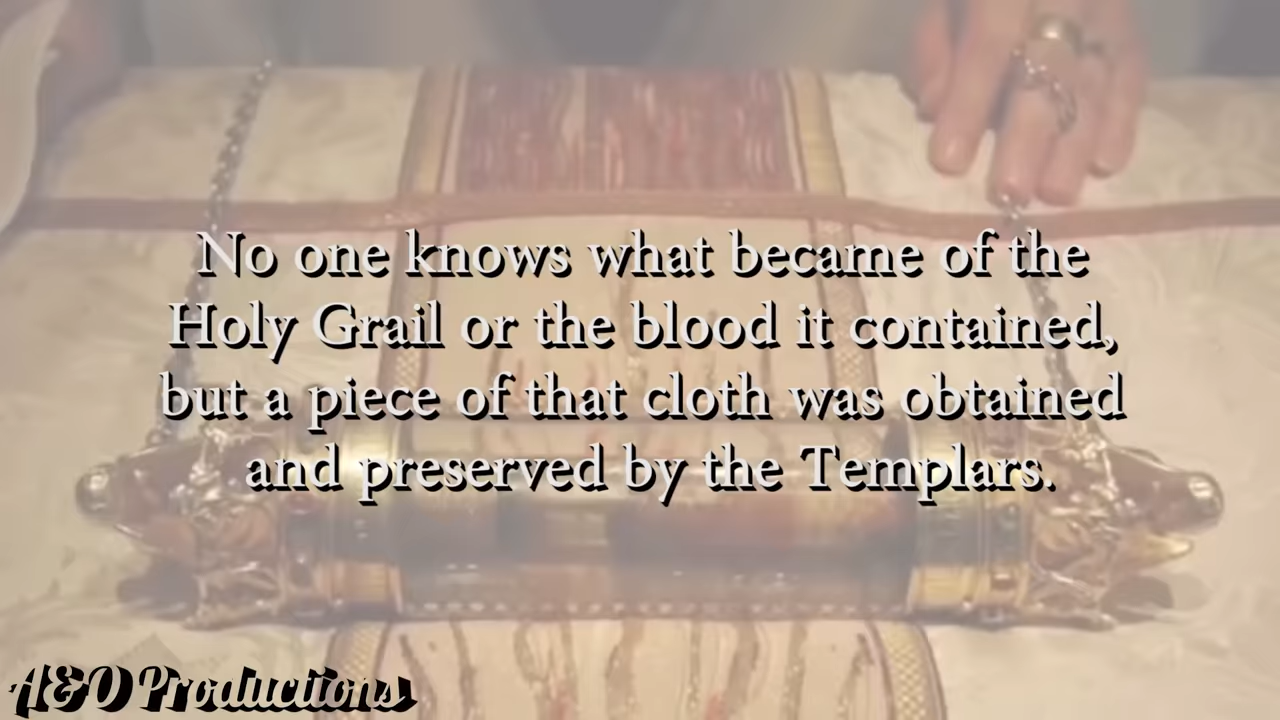 No one knows what became of the
Holy Grail or the blood it contained,
but a piece of that cloth was obtained
and preserved by the Templars.
A&O Productions